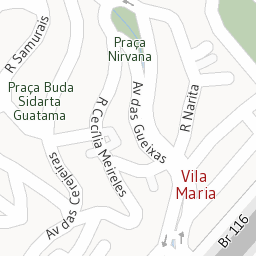 R Samurais
Praça
Nirvana
Praça Buda
Sidarta
Guatama
R Cecília Meireles
Av das Gueixas
R Narita
Av das Cerejeiras
Vila
Maria
Br 116